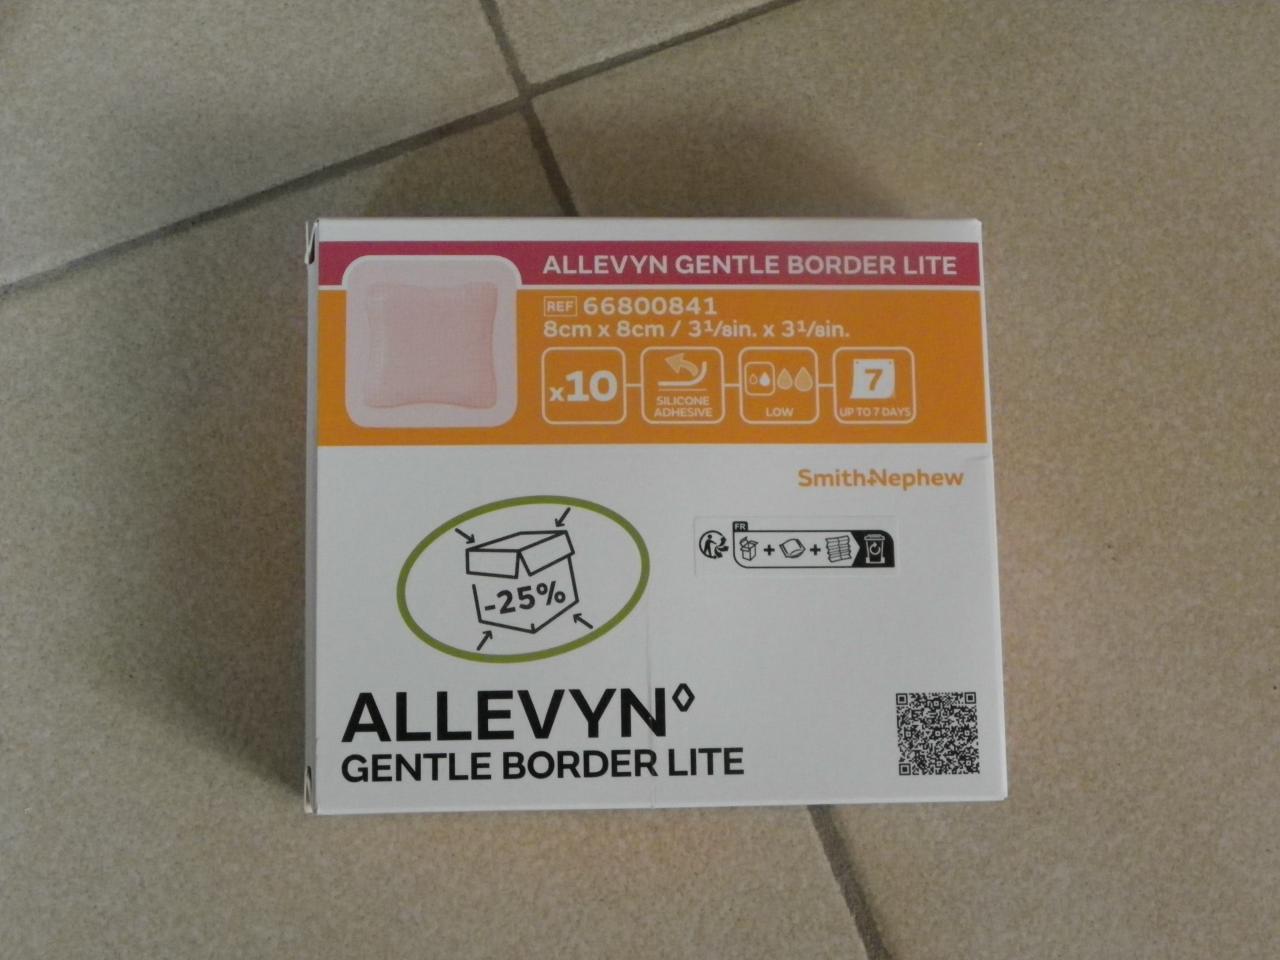 ALLEVYN GENTLE BORDER LITE
REF 66800841
8cm x 8cm / 3¹/8in. x 3¹/8in.
x10
SILICONE
ADHESIVE
LOW
7
UP TO 7 DAYS
Smith+Nephew
FR
+ +
-25%
ALLEVYN◊
GENTLE BORDER LITE